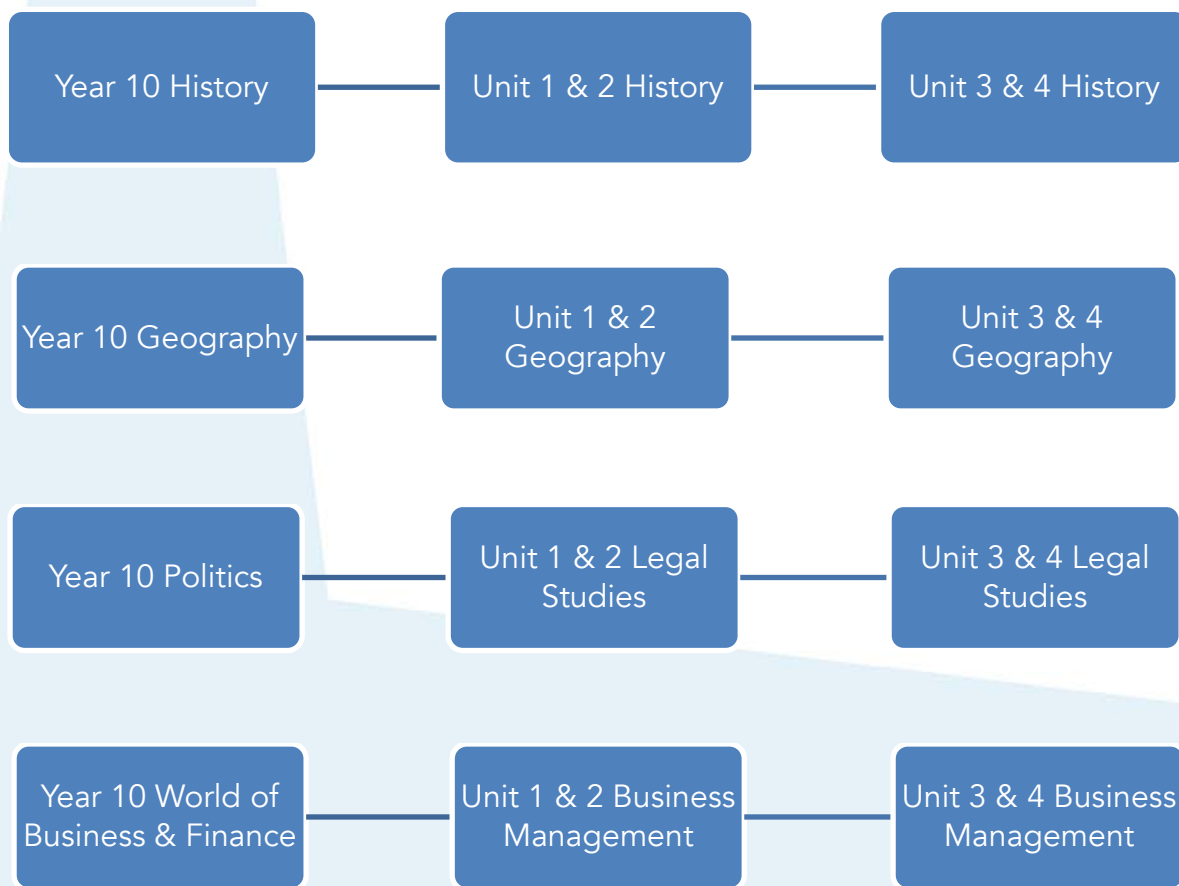 Year 10 History
Unit 1 & 2 History
Unit 3 & 4 History
Year 10 Geography
Unit 1 & 2
Geography
Unit 3 & 4
Geography
Year 10 Politics
Unit 1 & 2 Legal
Studies
Unit 3 & 4 Legal
Studies
Year 10 World of
Business & Finance
Unit 1 & 2 Business
Management
Unit 3 & 4 Business
Management